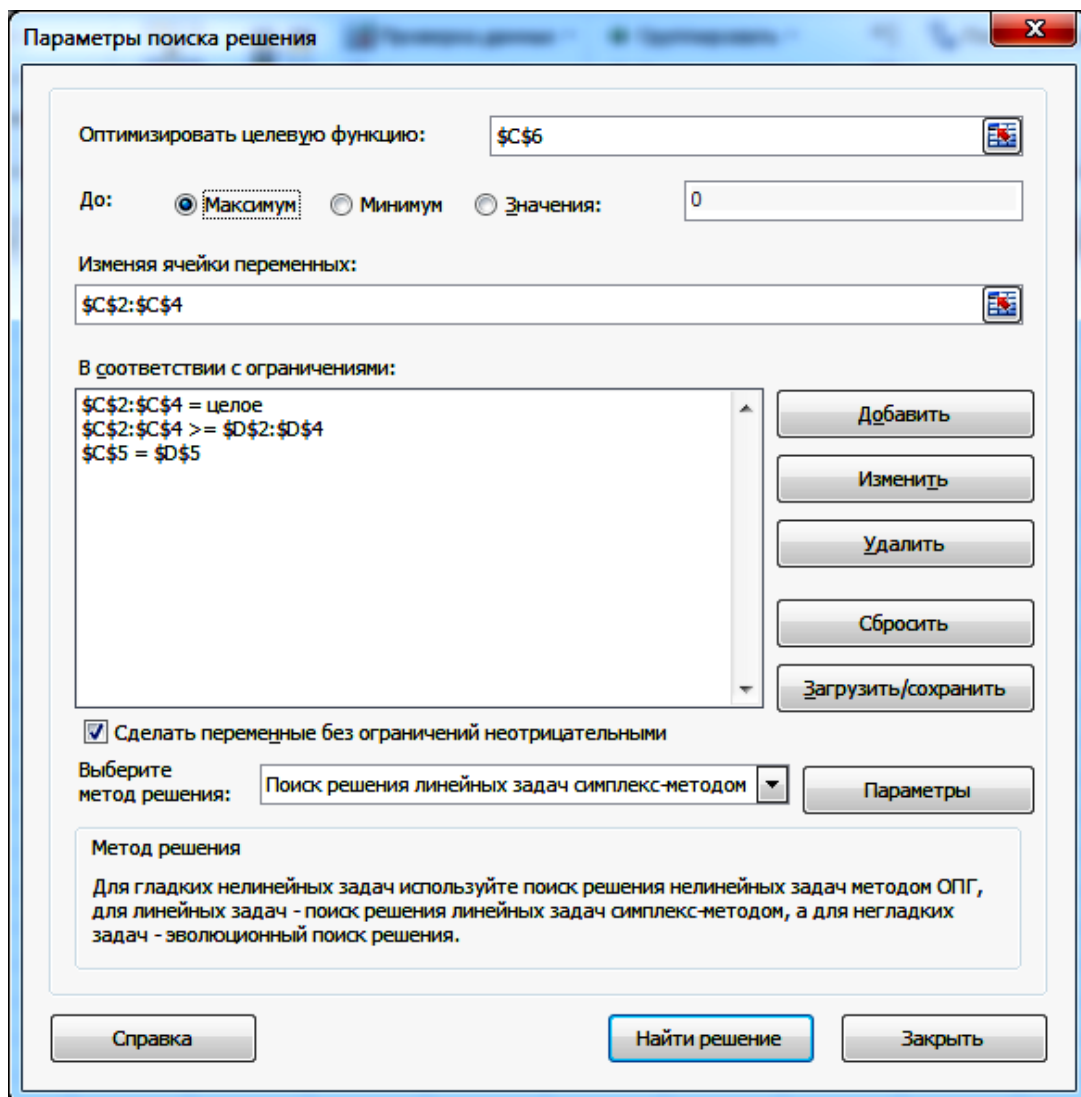 Параметры поиска решения
Оптимизировать целевую функцию:
$C$6
До:
Максимум
Минимум
Значения:
0
Изменяя ячейки переменных:
$C$2:$C$4
В соответствии с ограничениями:
$C$2:$C$4 = целое
$C$2:$C$4 >= $D$2:$D$4
$C$5 = $D$5
Добавить
Изменить
Удалить
Сбросить
Загрузить/сохранить
Сделать переменные без ограничений неотрицательными
Выберите
метод решения:
Поиск решения линейных задач симплекс-методом
Параметры
Метод решения
Для гладких нелинейных задач используйте поиск решения нелинейных задач методом ОПГ,
для линейных задач - поиск решения линейных задач симплекс-методом, а для негладких
задач - эволюционный поиск решения.
Справка
Найти решение
Закрыть